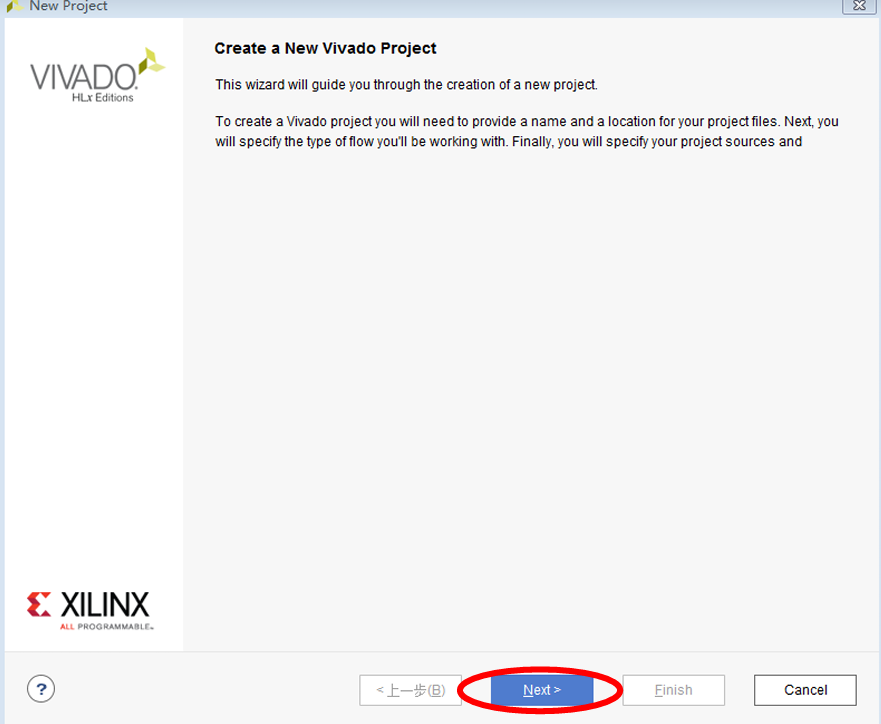 New Project
VIVADO.
HLx Editions
Create a New Vivado Project
This wizard will guide you through the creation of a new project.
To create a Vivado project you will need to provide a name and a location for your project files. Next, you
will specify the type of flow you'll be working with. Finally, you will specify your project sources and
XILINX
ALL PROGRAMMABLE™
?
< 上一步(B)
Next >
Finish
Cancel